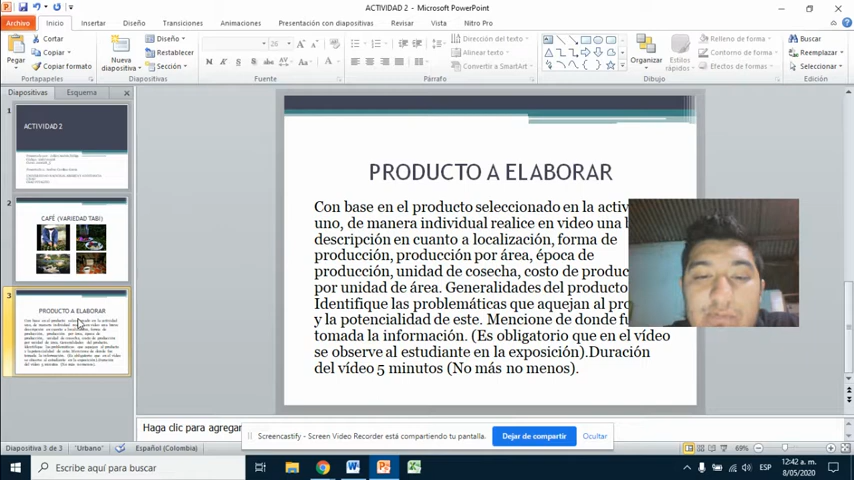 ACTIVIDAD 2 - Microsoft PowerPoint
Archivo Inicio Insertar Diseño Transiciones Animaciones Presentación con diapositivas Revisar Vista Nitro Pro
Cortar
Copiar
Copiar formato
Pegar
Portapapeles
Nueva
diapositiva
Diseño
Restablecer
Sección
Diapositivas
26
N K S
Fuente
Párrafo
Dirección del texto
Alinear texto
Convertir a SmartArt
Organizar
Estilos
rápidos
Relleno de forma
Contorno de forma
Efectos de formas
Dibujo
Buscar
Reemplazar
Seleccionar
Edición
Diapositivas Esquema
1
ACTIVIDAD 2
2
CAFÉ (VARIEDAD TABI)
3
PRODUCTO A ELABORAR
PRODUCTO A ELABORAR
Con base en el producto seleccionado en la activ
uno, de manera individual realice en video una b
descripción en cuanto a localización, forma de
producción, producción por área, época de
producción, unidad de cosecha, costo de produc
por unidad de área. Generalidades del producto
Identifique las problemáticas que aquejan al pro
y la potencialidad de este. Mencione de donde fu
tomada la información. (Es obligatorio que en el vídeo
se observe al estudiante en la exposición).Duración
del vídeo 5 minutos (No más no menos).
Haga clic para agregar
Screencastify - Screen Video Recorder está compartiendo tu pantalla.
Dejar de compartir
Ocultar
Diapositiva 3 de 3
"Urbano"
Español (Colombia)
69%
Escribe aquí para buscar
ESP
12:42 a. m.
8/05/2020